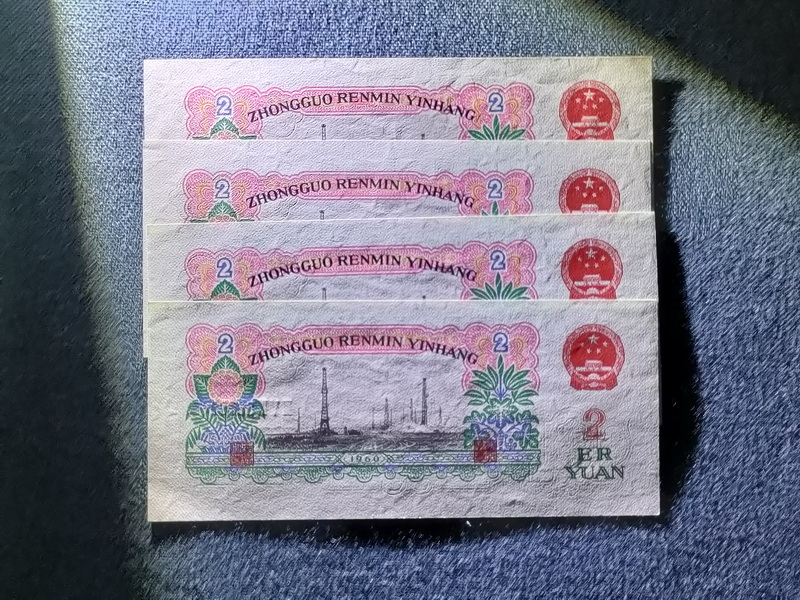 2 ZHONGGUO RENMIN YINHANG 2
2 ZHONGGUO RENMIN YINHANG 2
2 ZHONGGUO RENMIN YINHANG 2
2 ZHONGGUO RENMIN YINHANG 2
2
ER
YUAN
1960